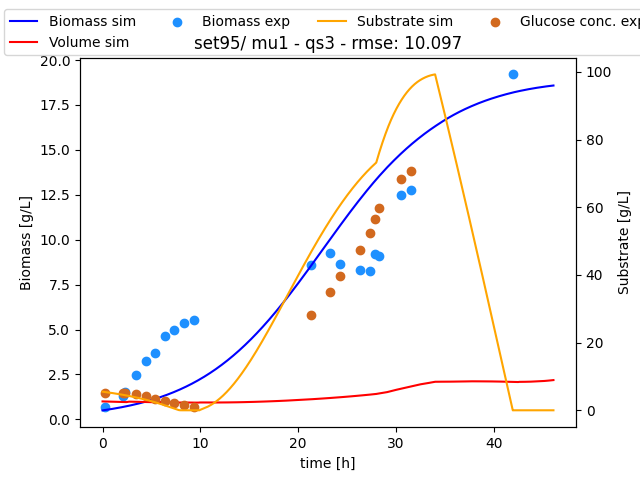 Biomass sim Biomass exp Substrate sim Glucose conc. exp
Volume sim
set95/ mu1 - qs3 - rmse: 10.097
20.0
17.5
15.0
12.5
10.0
7.5
5.0
2.5
0.0
Biomass [g/L]
100
80
60
40
20
0
Substrate [g/L]
0 10 20 30 40
time [h]